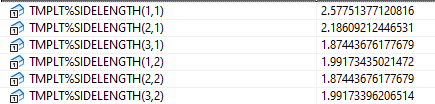 TMPLT%SIDELENGTH(1,1) 2.57751377120816
TMPLT%SIDELENGTH(2,1) 2.18609212446531
TMPLT%SIDELENGTH(3,1) 1.87443676177679
TMPLT%SIDELENGTH(1,2) 1.99173435021472
TMPLT%SIDELENGTH(2,2) 1.87443676177679
TMPLT%SIDELENGTH(3,2) 1.99173396206514